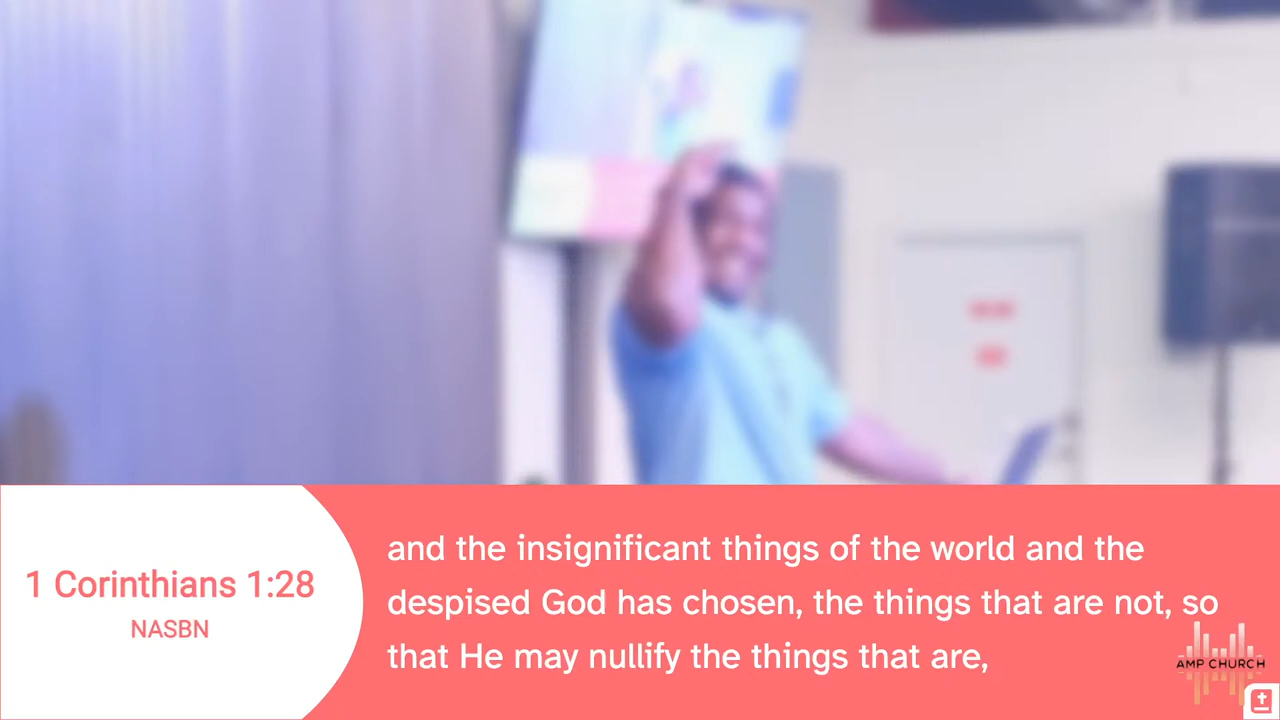 1 Corinthians 1:28
NASBN
and the insignificant things of the world and the
despised God has chosen, the things that are not, so
that He may nullify the things that are,
AMP CHURCH